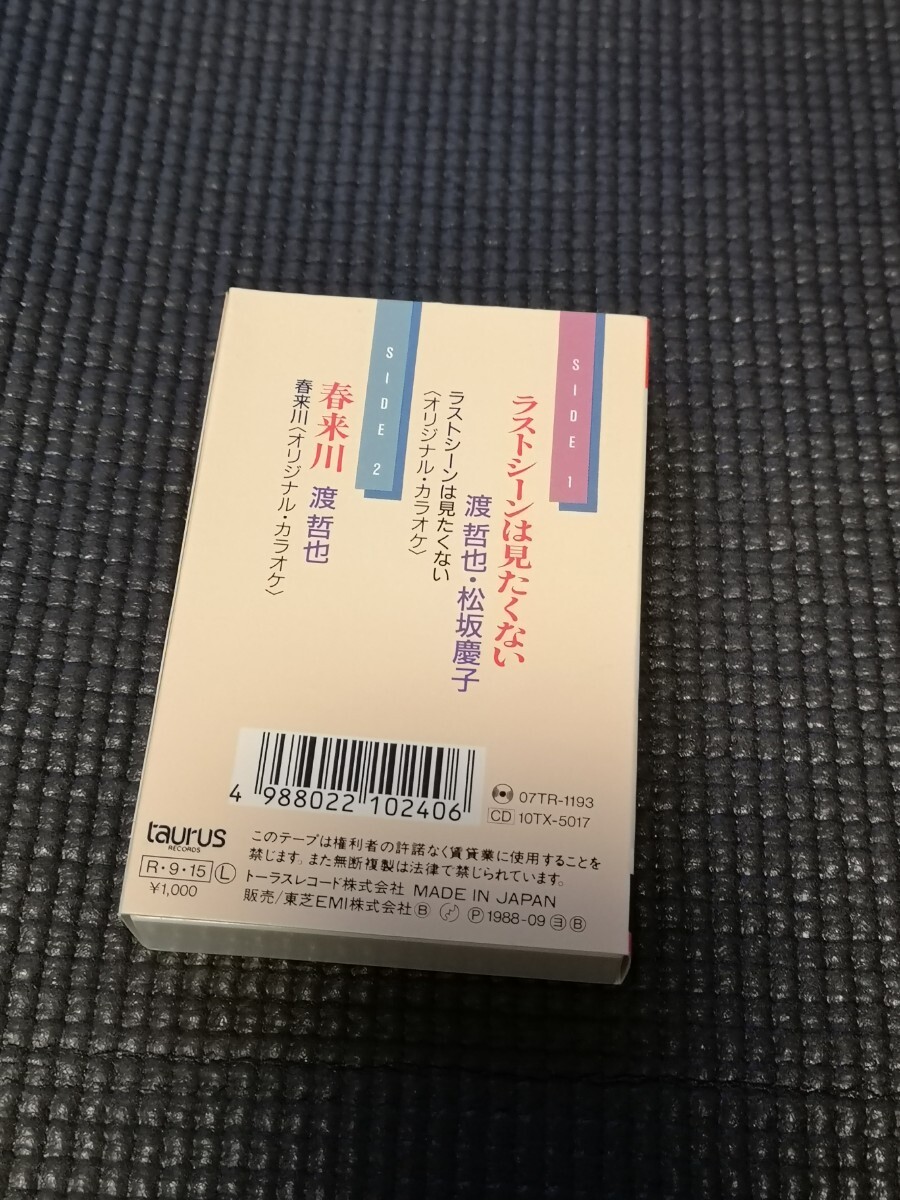 SIDE 1
ラストシーンは見たくない
渡 哲也・松坂慶子
ラストシーンは見たくない
〈オリジナル・カラオケ〉
SIDE 2
春来川 渡 哲也
春来川〈オリジナル・カラオケ〉
4 988022 102406
07TR-1193
CD 10TX-5017
taurus
RECORDS
このテープは権利者の許諾なく賃貸業に使用することを
禁じます。また無断複製は法律で禁じられています。
R・9・15 Ⓛ
¥1,000
トーラスレコード株式会社 MADE IN JAPAN
販売/東芝EMI株式会社 Ⓑ Ⓟ1988-09 ㋵ Ⓑ